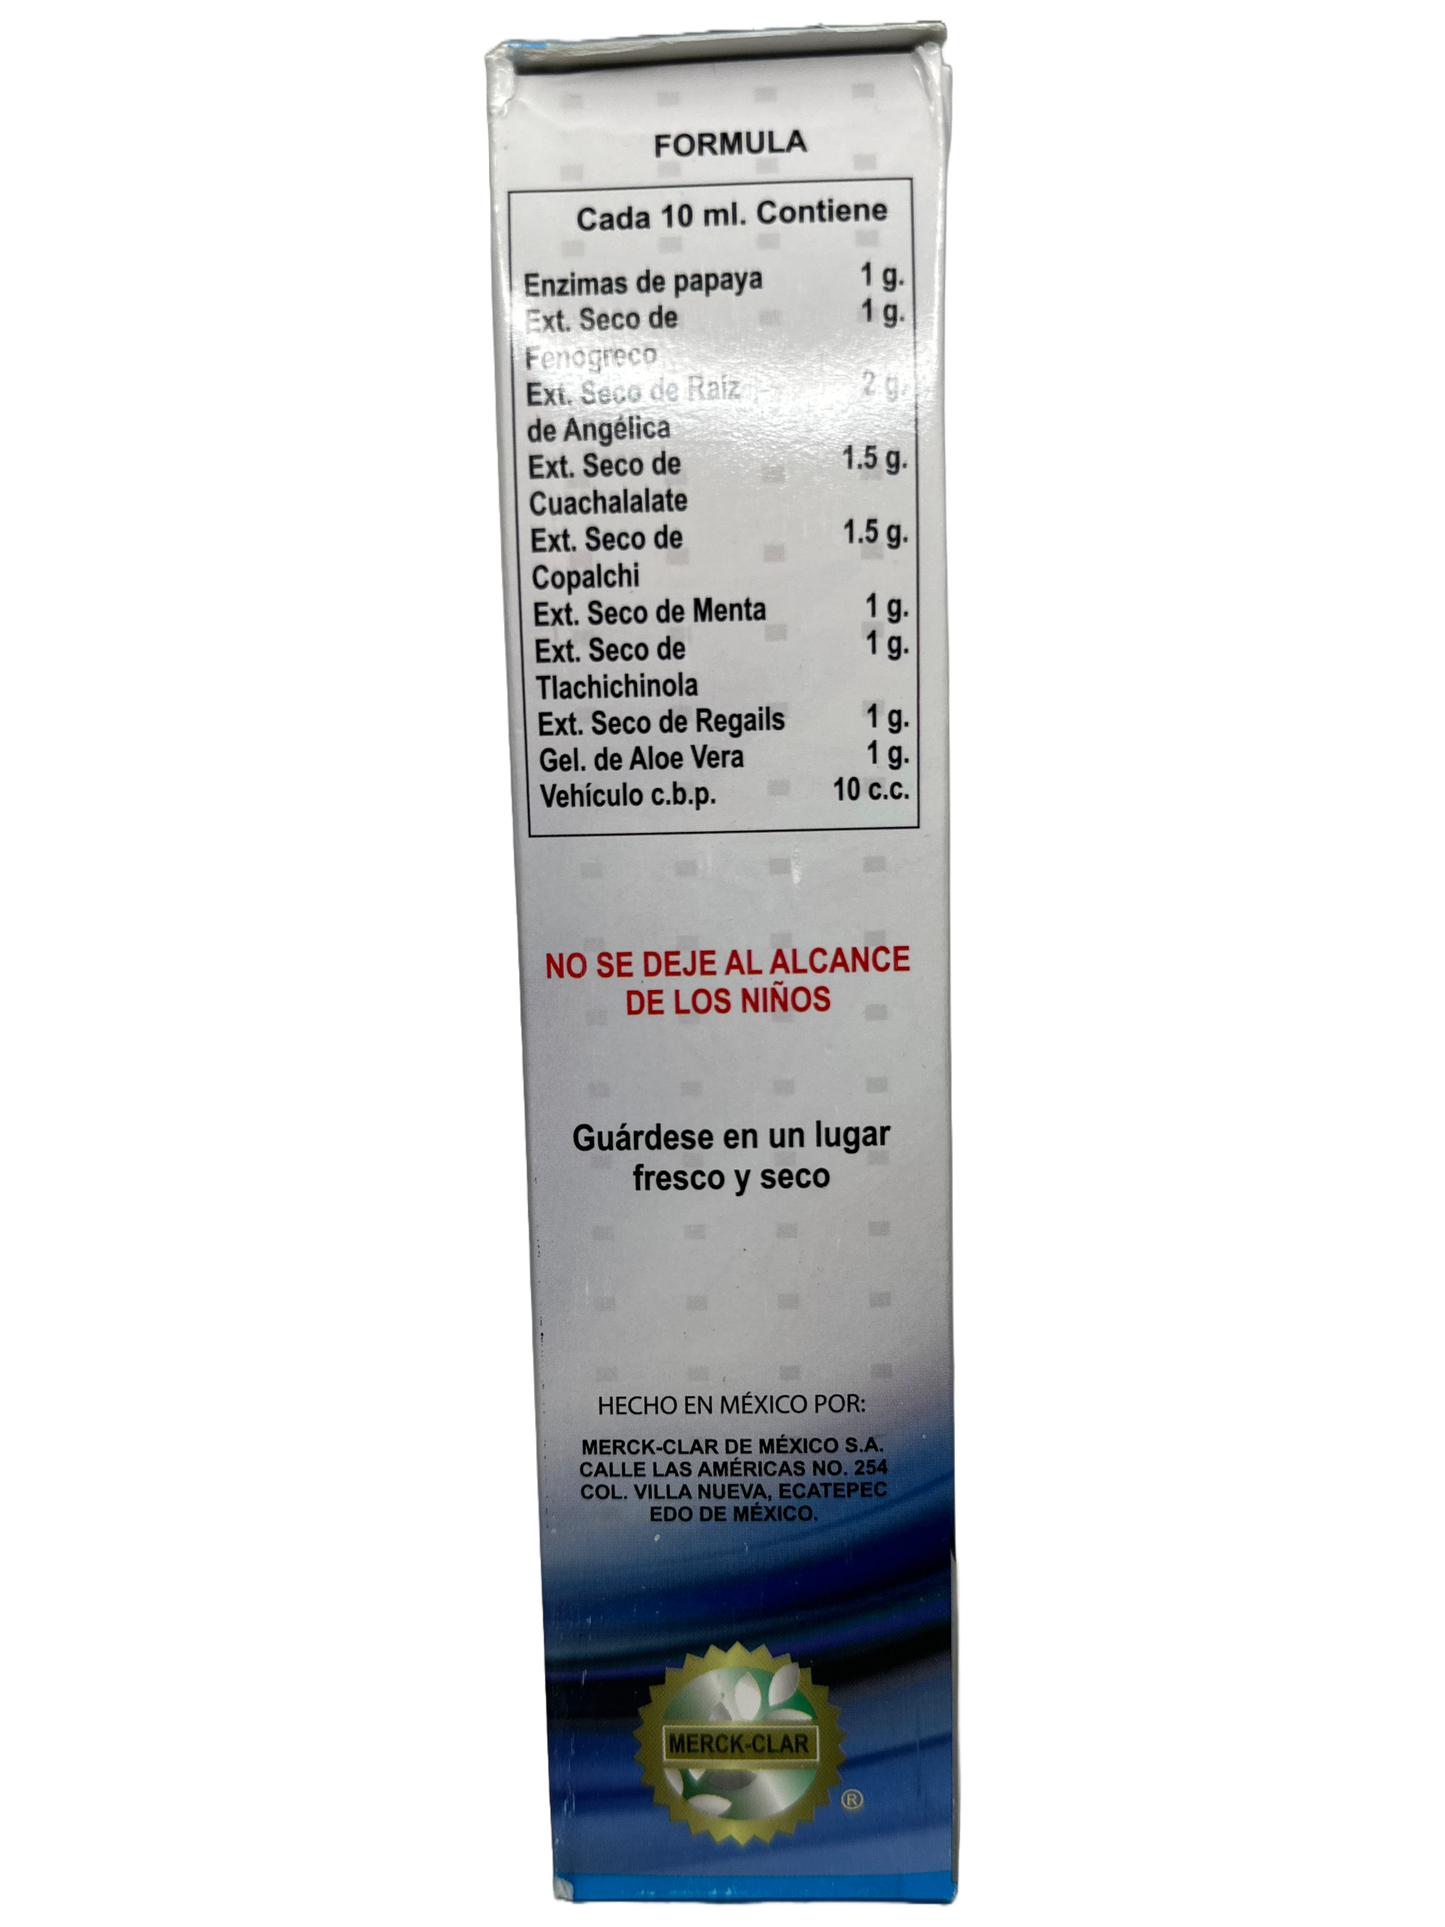 FORMULA
Cada 10 ml. Contiene
Enzimas de papaya 1 g.
Ext. Seco de 1 g.
Fenogreco
Ext. Seco de Raíz 2 g.
de Angélica
Ext. Seco de 1.5 g.
Cuachalalate
Ext. Seco de 1.5 g.
Copalchi
Ext. Seco de Menta 1 g.
Ext. Seco de 1 g.
Tlachichinola
Ext. Seco de Regails 1 g.
Gel. de Aloe Vera 1 g.
Vehículo c.b.p. 10 c.c.
NO SE DEJE AL ALCANCE
DE LOS NIÑOS
Guárdese en un lugar
fresco y seco
HECHO EN MÉXICO POR:
MERCK-CLAR DE MÉXICO S.A.
CALLE LAS AMÉRICAS NO. 254
COL. VILLA NUEVA, ECATEPEC
EDO DE MÉXICO.
MERCK-CLAR
®